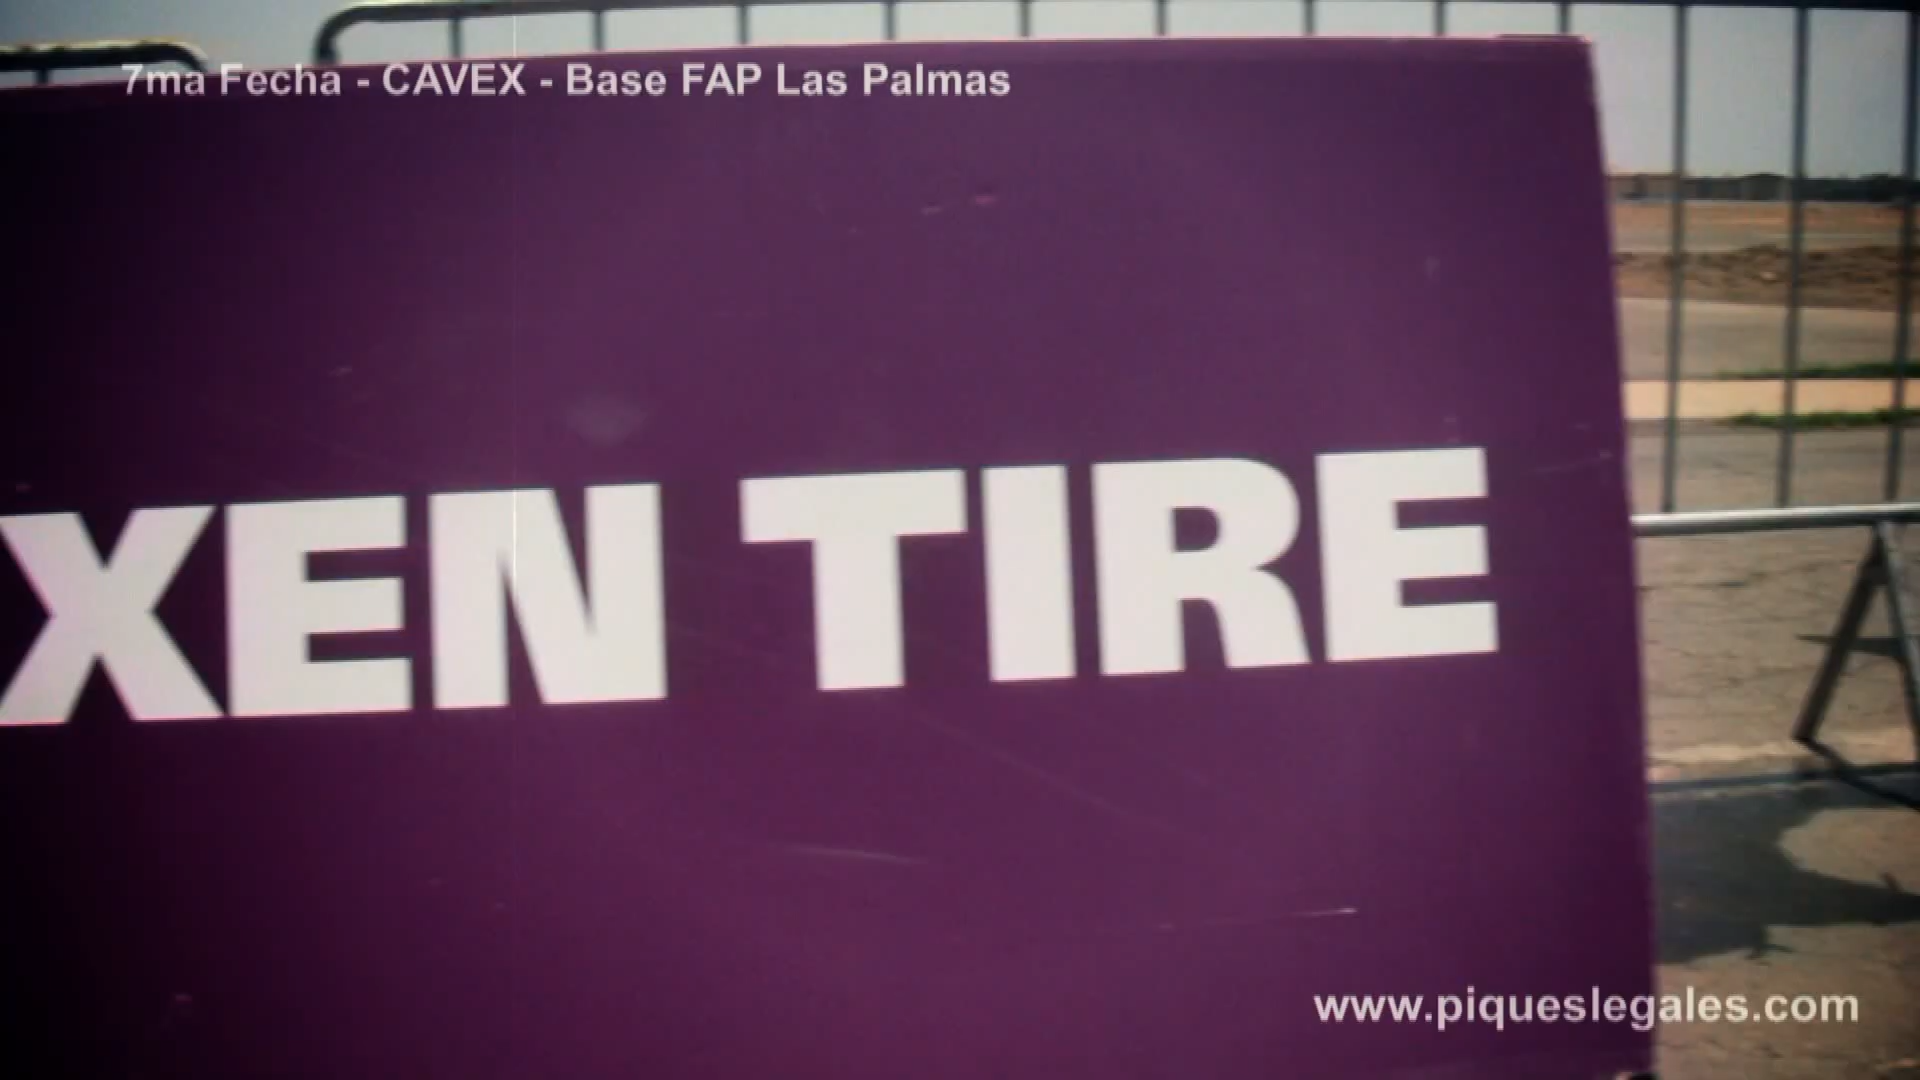 7ma Fecha - CAVEX - Base FAP Las Palmas
XEN TIRE
www.piqueslegales.com